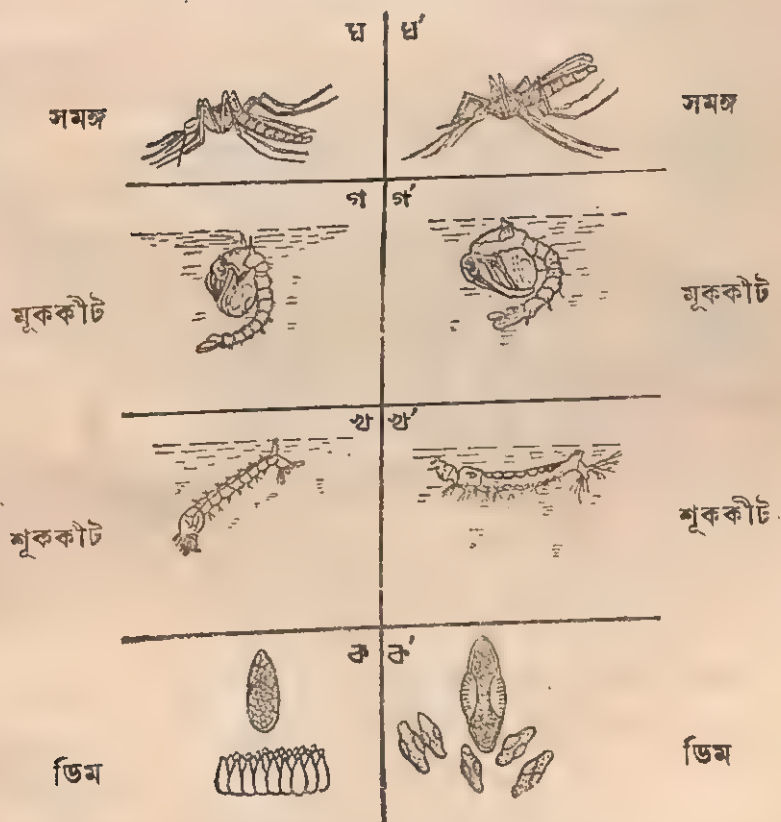 ঘ ঘ′
সমঙ্গ সমঙ্গ
গ গ′
মূককীট মূককীট
খ খ′
শূককীট শূককীট
ক ক′
ডিম ডিম